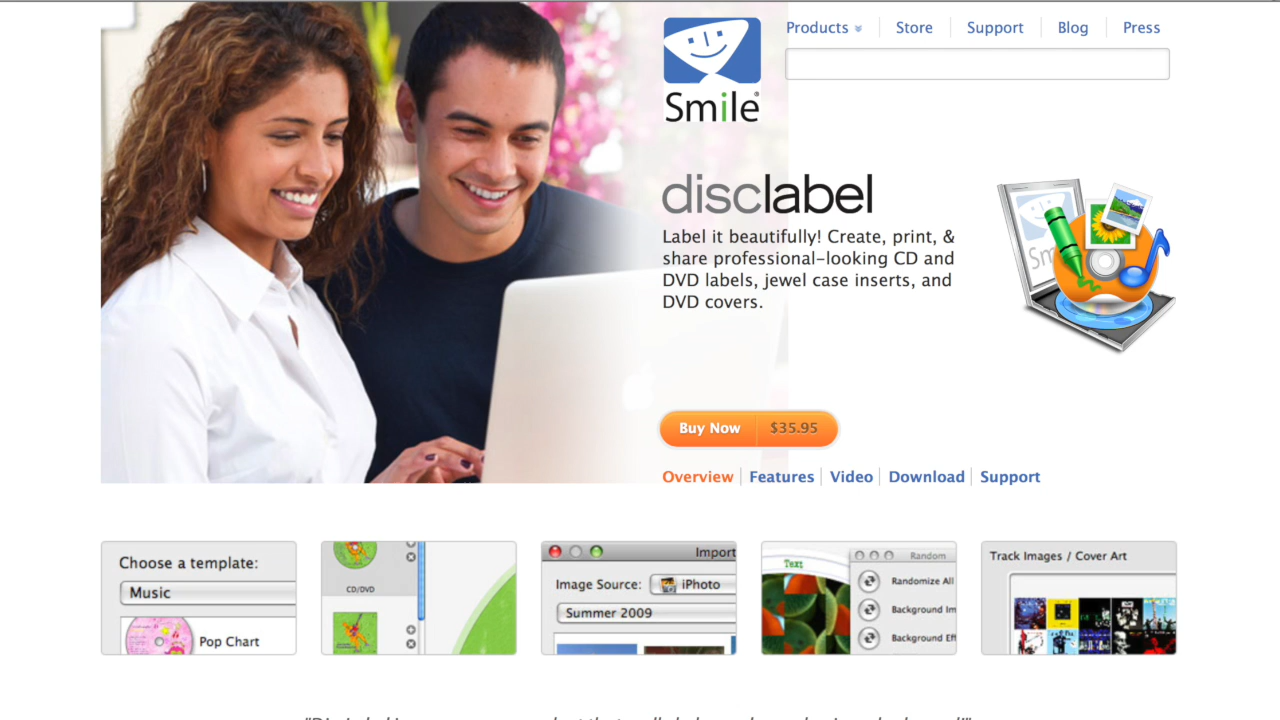 Products
Store
Support
Blog
Press
Smile
disclabel
Label it beautifully! Create, print, &
share professional-looking CD and
DVD labels, jewel case inserts, and
DVD covers.
Buy Now $35.95
Overview
Features
Video
Download
Support
Choose a template:
Music
Pop Chart
CD/DVD
Import
Image Source: iPhoto
Summer 2009
Text
Random
Randomize All
Background Im
Background Eff
Track Images / Cover Art